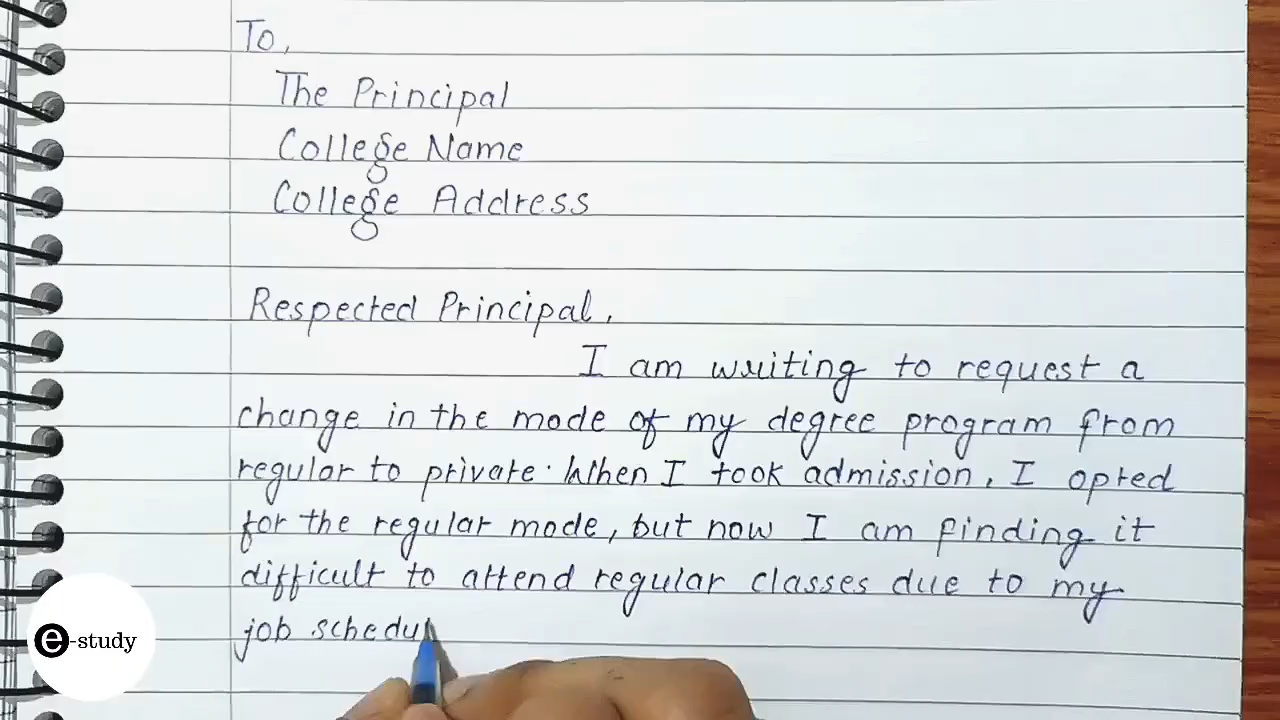 To,
The Principal
College Name
College Address
Respected Principal,
I am writing to request a
change in the mode of my degree program from
regular to private. When I took admission, I opted
for the regular mode, but now I am finding it
difficult to attend regular classes due to my
job schedul
e-study